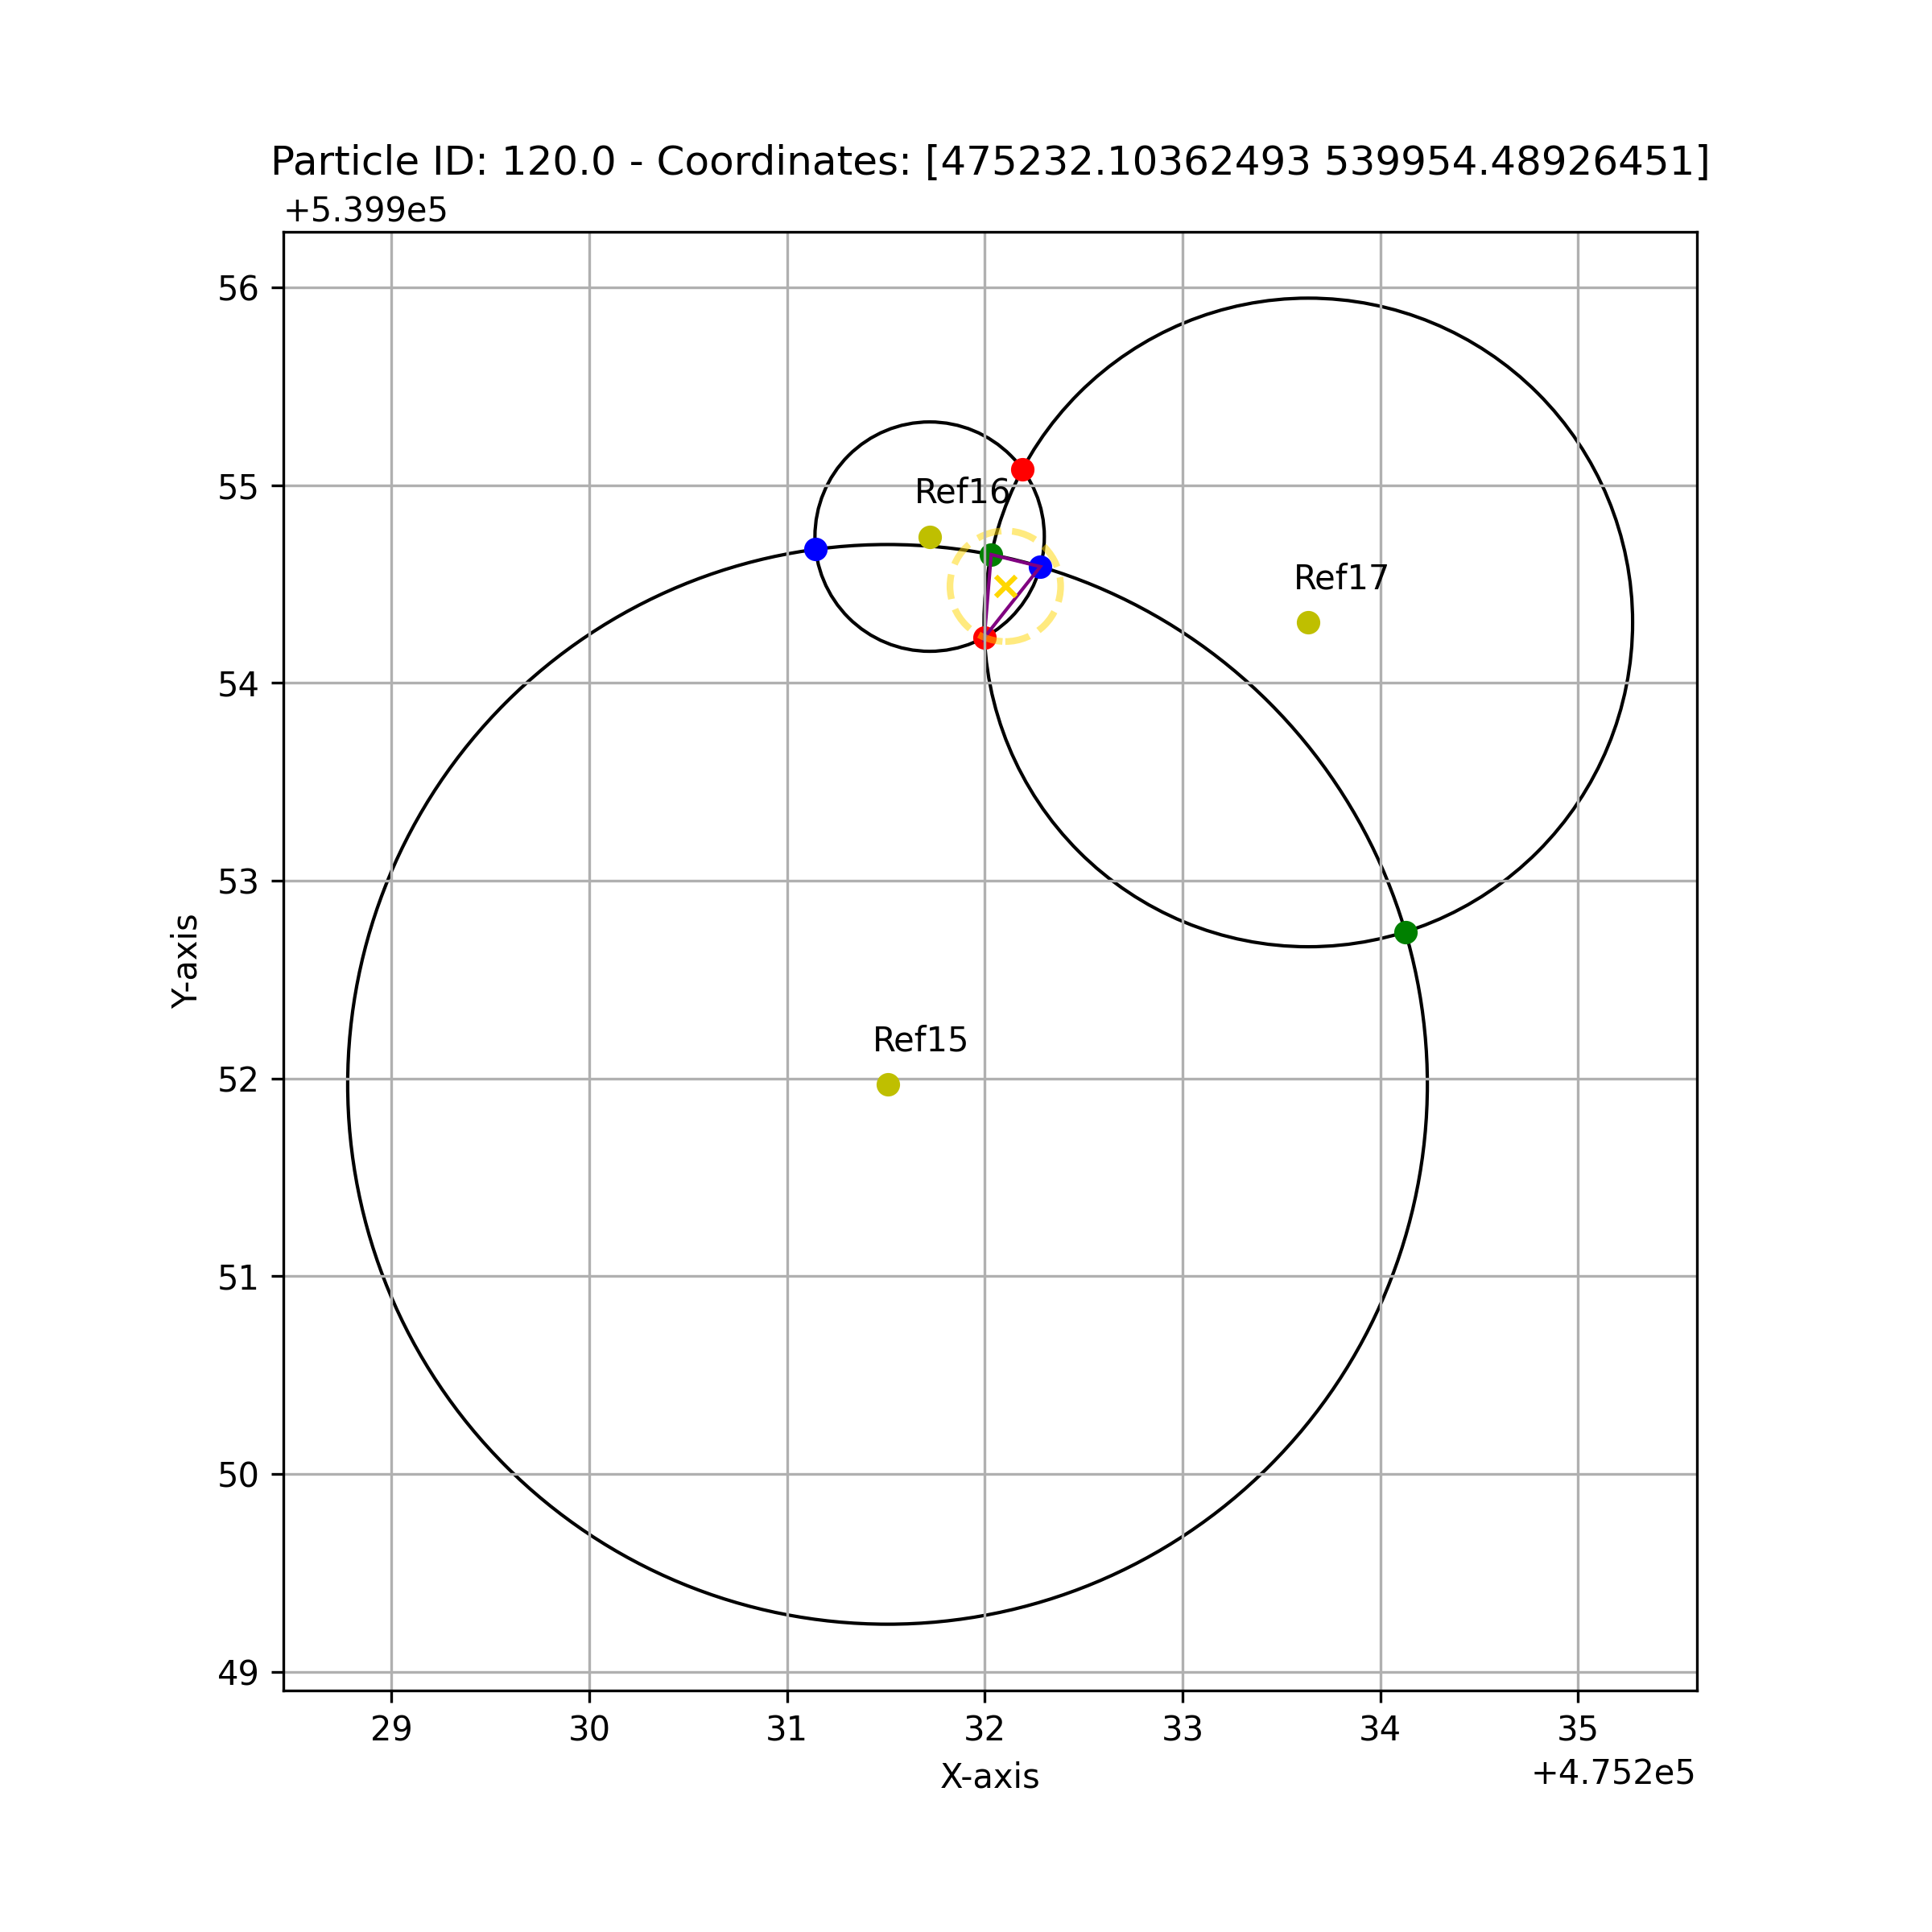 Particle ID: 120.0 - Coordinates: [475232.10362493 539954.48926451]
+5.399e5
56
55
54
53
52
51
50
49
Y-axis
Ref16
Ref17
Ref15
29 30 31 32 33 34 35
X-axis
+4.752e5